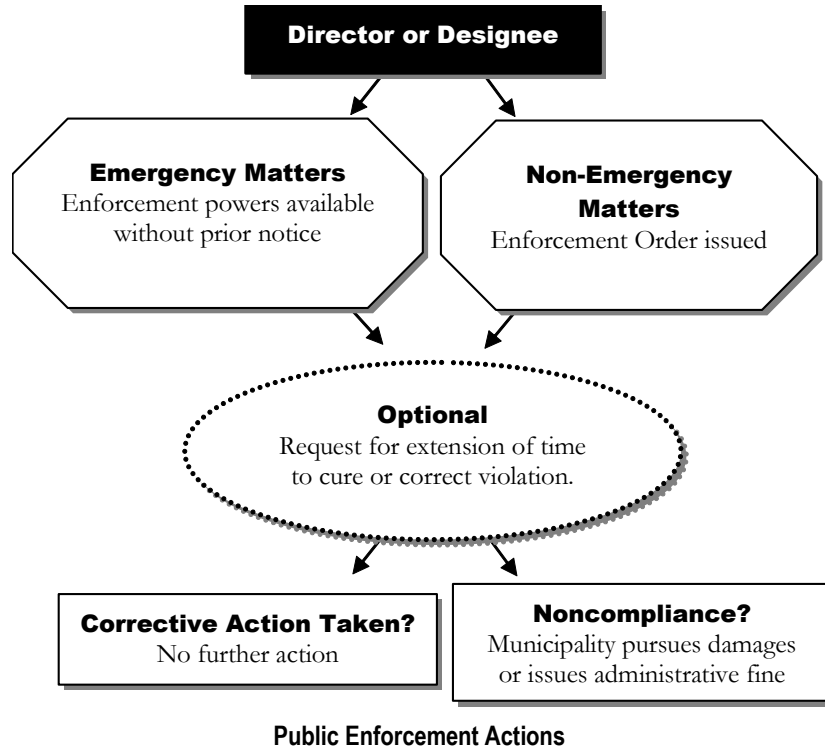 Director or Designee
Emergency Matters
Enforcement powers available
without prior notice
Non-Emergency
Matters
Enforcement Order issued
Optional
Request for extension of time
to cure or correct violation.
Corrective Action Taken?
No further action
Noncompliance?
Municipality pursues damages
or issues administrative fine
Public Enforcement Actions